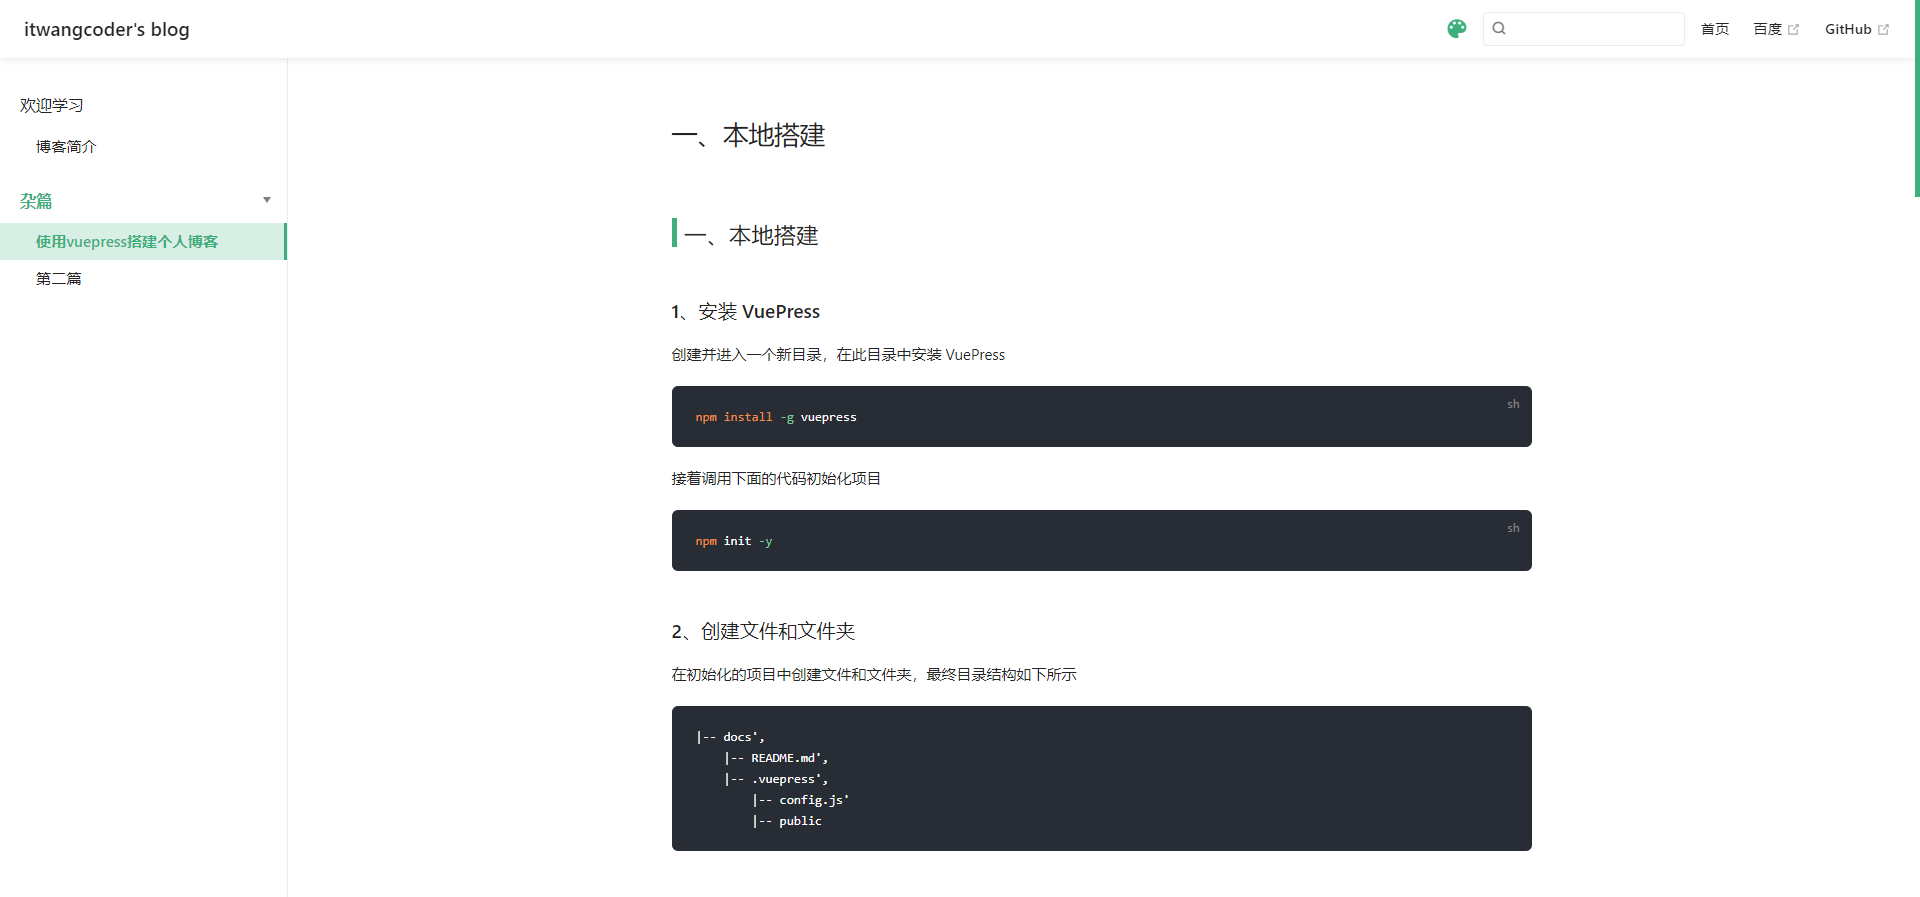 itwangcoder's blog
首页 百度 GitHub
欢迎学习
博客简介
杂篇
使用vuepress搭建个人博客
第二篇
一、本地搭建
一、本地搭建
1、安装 VuePress
创建并进入一个新目录，在此目录中安装 VuePress
sh
npm install -g vuepress
接着调用下面的代码初始化项目
sh
npm init -y
2、创建文件和文件夹
在初始化的项目中创建文件和文件夹，最终目录结构如下所示
|-- docs',
    |-- README.md',
    |-- .vuepress',
        |-- config.js'
        |-- public